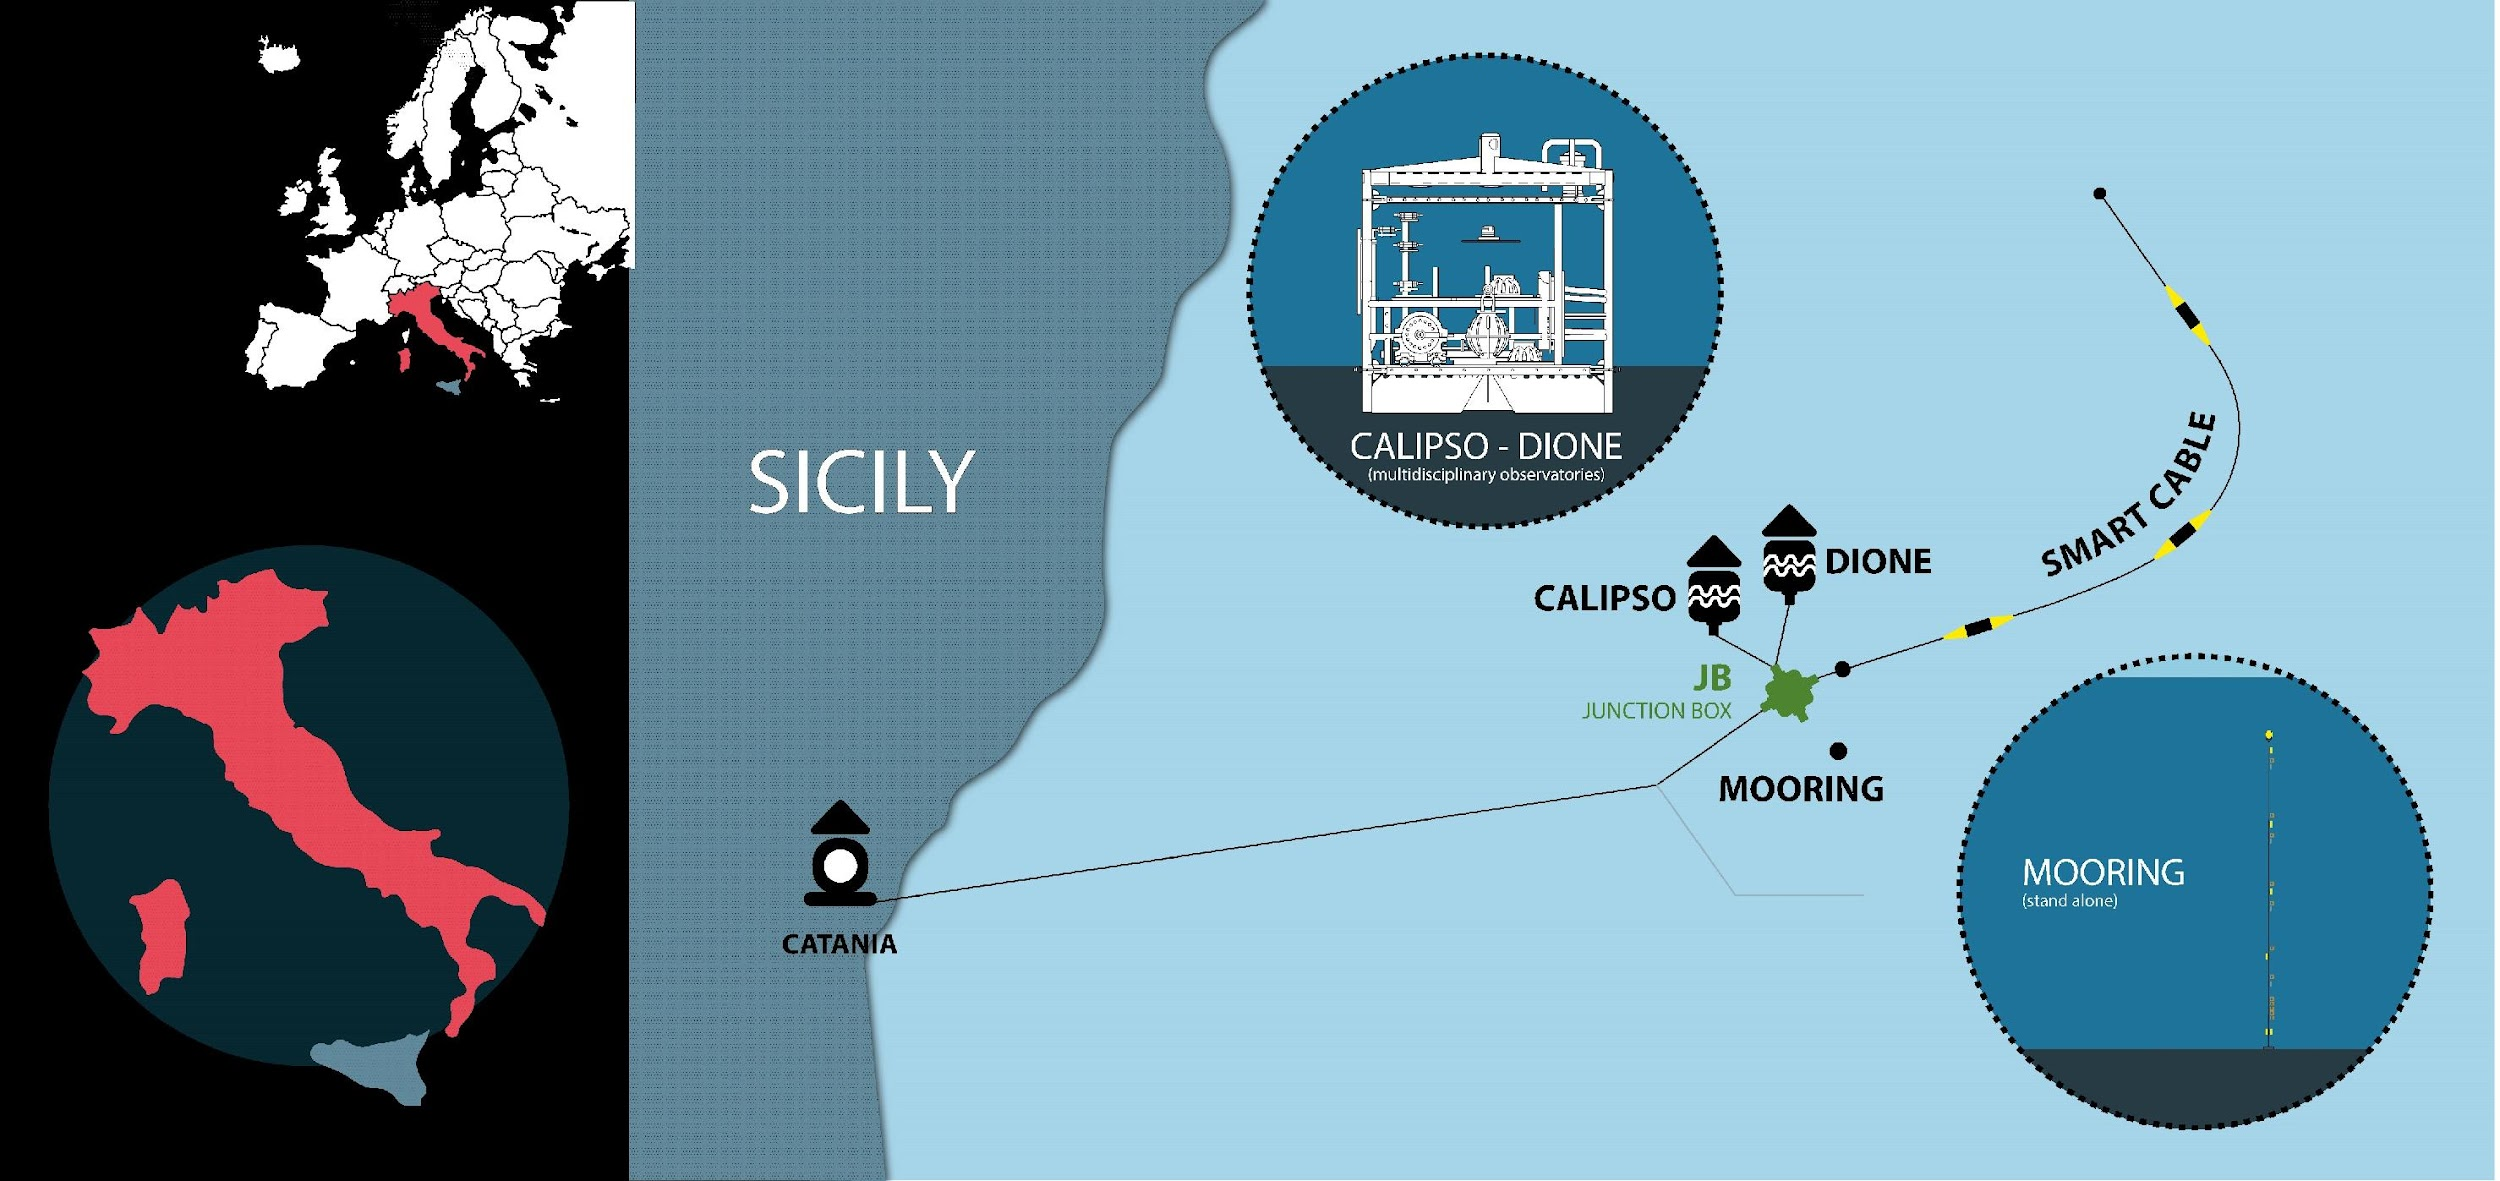 SICILY
CALIPSO - DIONE
(multidisciplinary observatories)
DIONE
CALIPSO
SMART CABLE
JB
JUNCTION BOX
MOORING
MOORING
(stand alone)
CATANIA